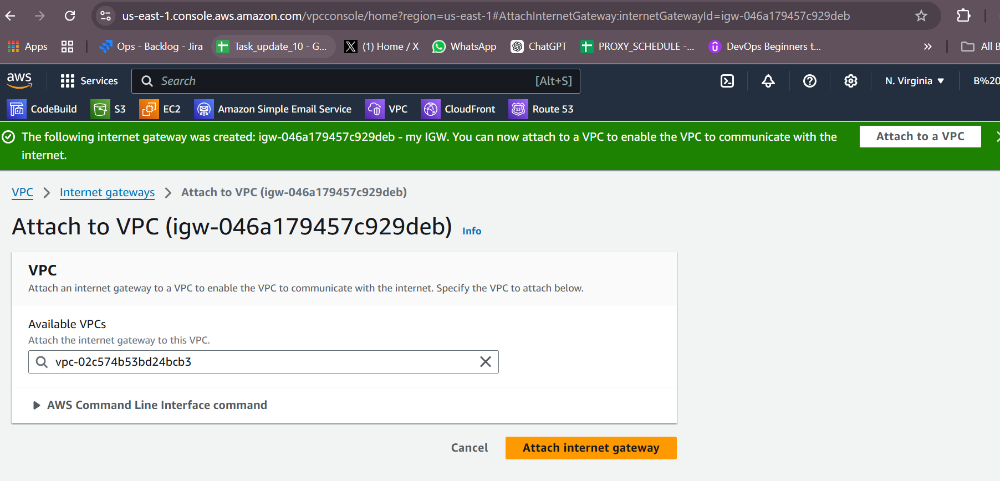 us-east-1.console.aws.amazon.com/vpcconsole/home?region=us-east-1#AttachInternetGateway:internetGatewayId=igw-046a179457c929deb
Apps Ops - Backlog - Jira Task_update_10 - G... (1) Home / X WhatsApp ChatGPT PROXY_SCHEDULE -... DevOps Beginners t... » All B
aws Services Search [Alt+S] N. Virginia ▼ B%20
CodeBuild S3 EC2 Amazon Simple Email Service VPC CloudFront Route 53
The following internet gateway was created: igw-046a179457c929deb - my IGW. You can now attach to a VPC to enable the VPC to communicate with the
internet.
Attach to a VPC
VPC > Internet gateways > Attach to VPC (igw-046a179457c929deb)
Attach to VPC (igw-046a179457c929deb) Info
VPC
Attach an internet gateway to a VPC to enable the VPC to communicate with the internet. Specify the VPC to attach below.
Available VPCs
Attach the internet gateway to this VPC.
vpc-02c574b53bd24bcb3
AWS Command Line Interface command
Cancel Attach internet gateway